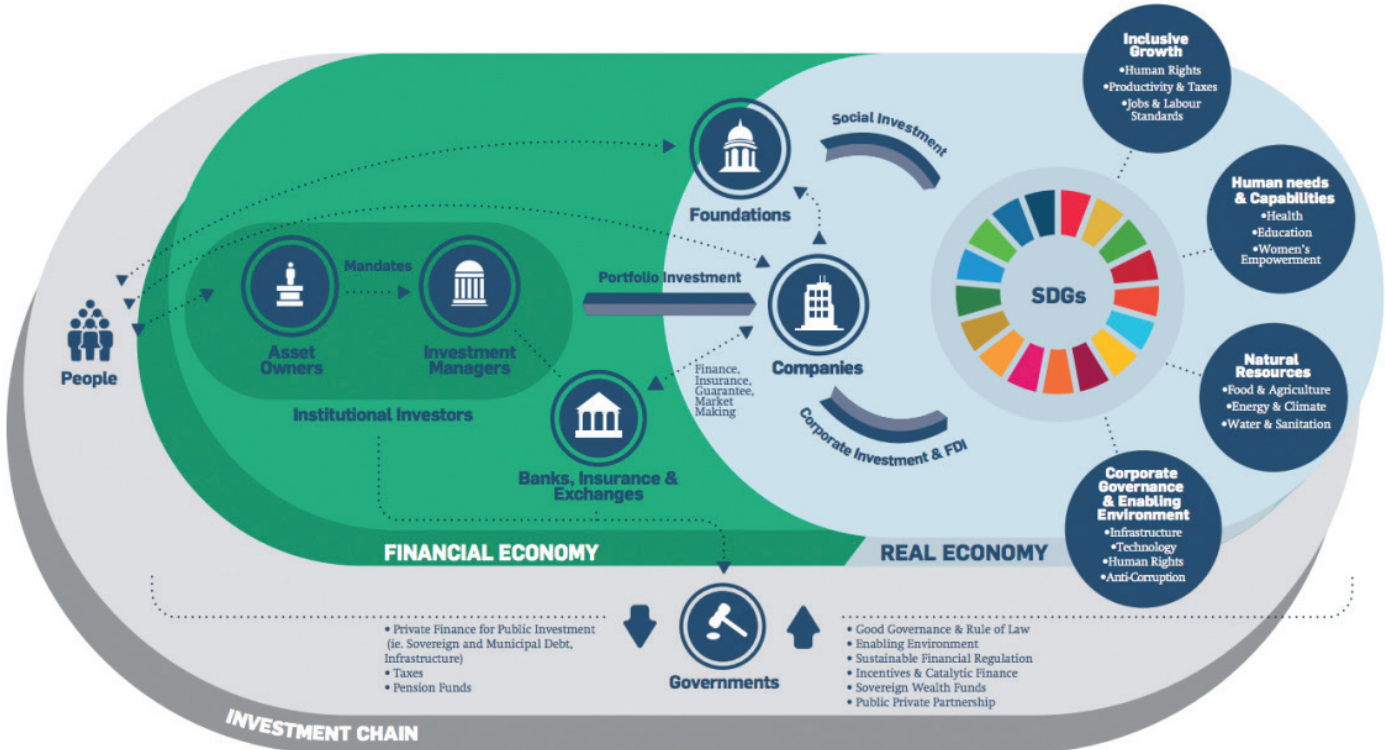 Inclusive
Growth
•Human Rights
•Productivity & Taxes
•Jobs & Labour
Standards
Social Investment
Human needs
& Capabilities
•Health
•Education
•Women's
Empowerment
Foundations
Mandates
Portfolio Investment
SDGs
People
Asset
Owners
Investment
Managers
Institutional Investors
Companies
Finance,
Insurance,
Guarantee,
Market
Making
Natural
Resources
•Food & Agriculture
•Energy & Climate
•Water & Sanitation
Corporate Investment & FDI
Banks, Insurance &
Exchanges
Corporate
Governance
& Enabling
Environment
•Infrastructure
•Technology
•Human Rights
•Anti-Corruption
FINANCIAL ECONOMY
REAL ECONOMY
• Private Finance for Public Investment
(ie. Sovereign and Municipal Debt,
Infrastructure)
• Taxes
• Pension Funds
Governments
• Good Governance & Rule of Law
• Enabling Environment
• Sustainable Financial Regulation
• Incentives & Catalytic Finance
• Sovereign Wealth Funds
• Public Private Partnership
INVESTMENT CHAIN